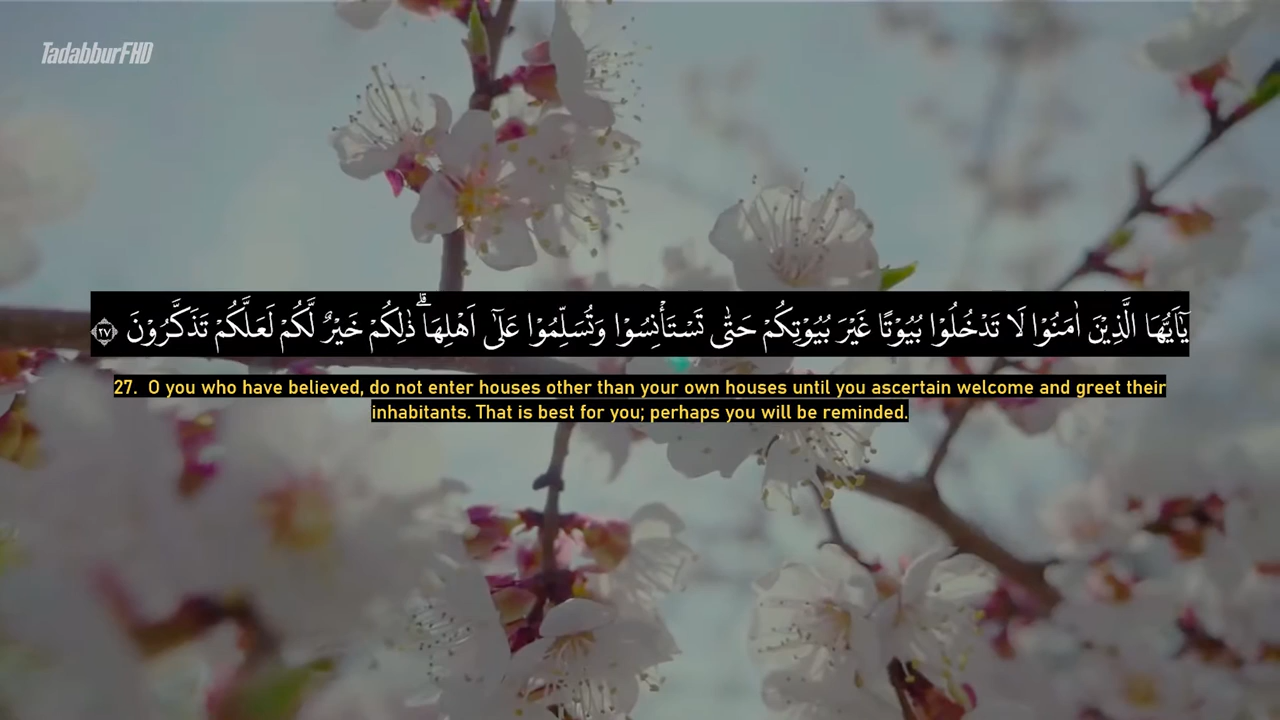 TadabburFHD
يٰٓاَيُّهَا الَّذِيْنَ اٰمَنُوْا لَا تَدْخُلُوْا بُيُوْتًا غَيْرَ بُيُوْتِكُمْ حَتّٰى تَسْتَأْنِسُوْا وَتُسَلِّمُوْا عَلٰٓى اَهْلِهَاۗ ذٰلِكُمْ خَيْرٌ لَّكُمْ لَعَلَّكُمْ تَذَكَّرُوْنَ ٢٧
27. O you who have believed, do not enter houses other than your own houses until you ascertain welcome and greet their
inhabitants. That is best for you; perhaps you will be reminded.